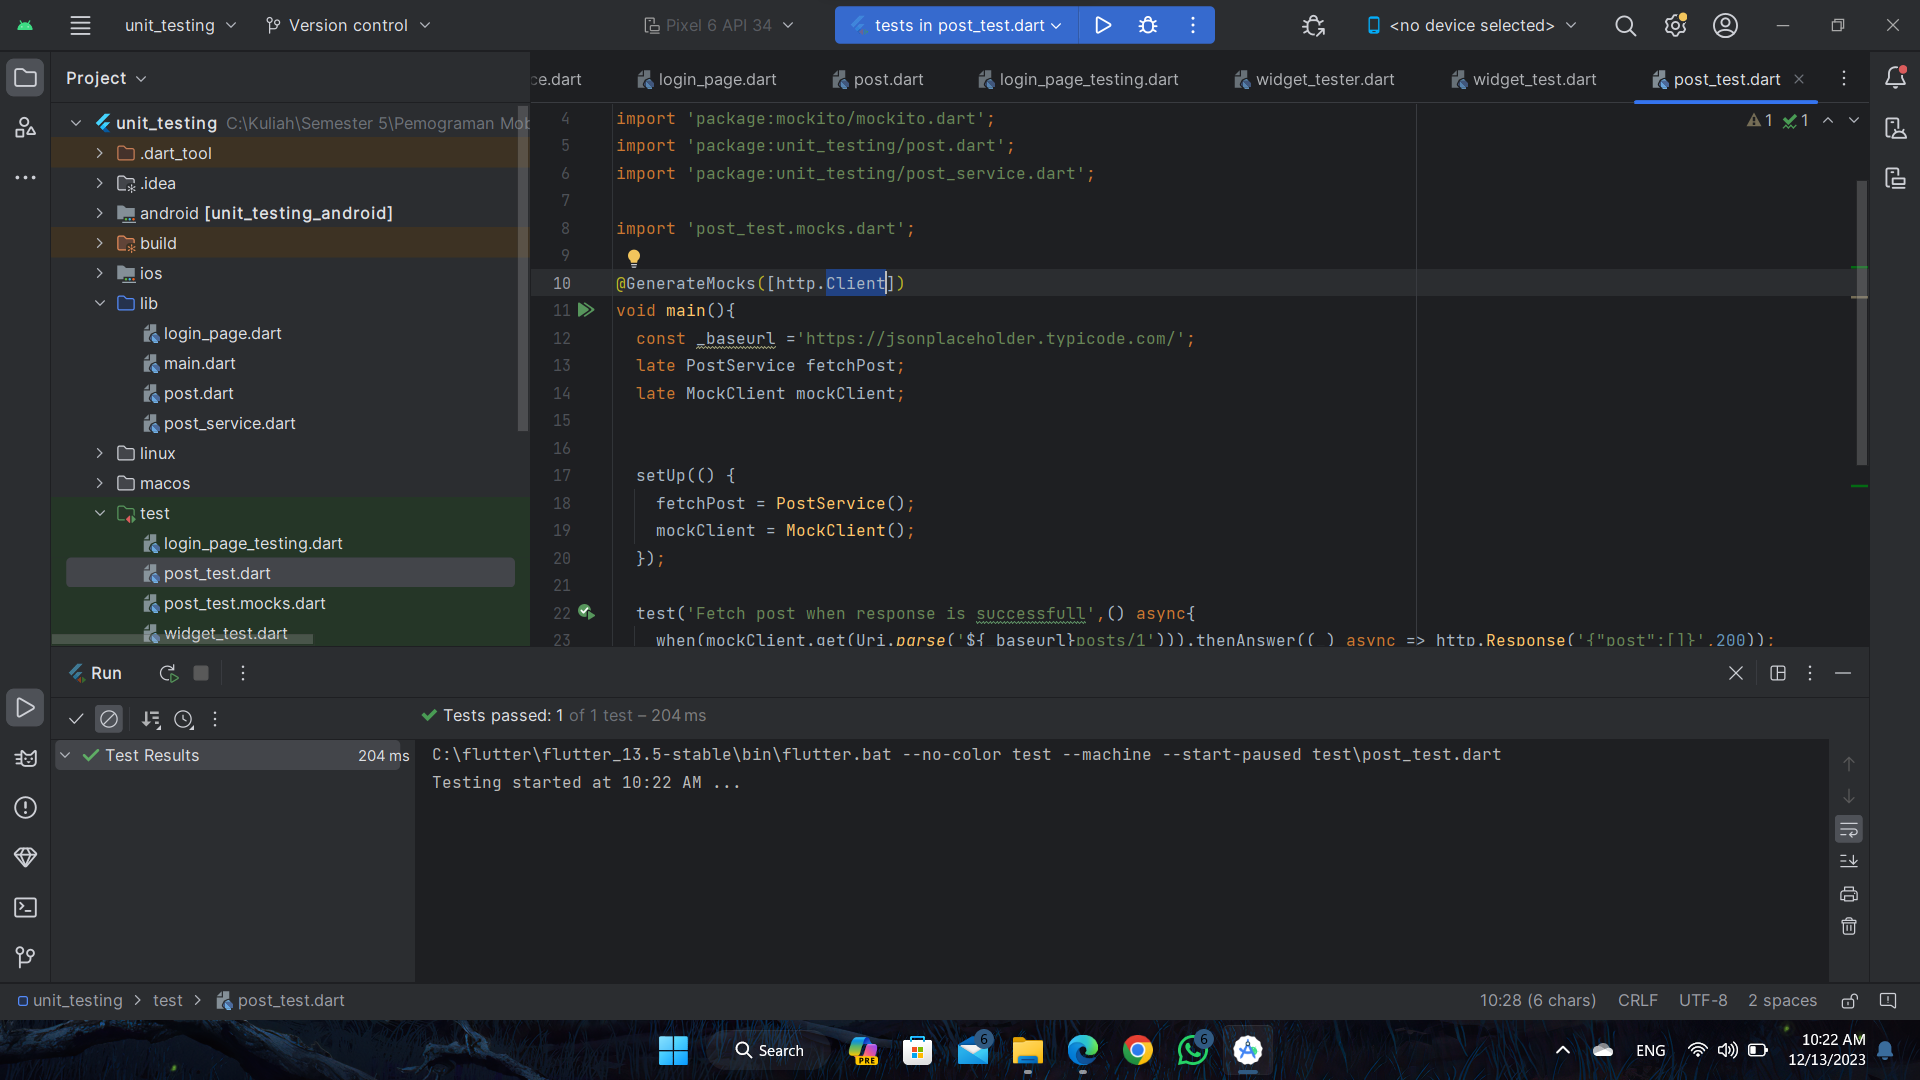 unit_testing
Version control
Pixel 6 API 34
tests in post_test.dart
<no device selected>
Project
ce.dart
login_page.dart
post.dart
login_page_testing.dart
widget_tester.dart
widget_test.dart
post_test.dart
unit_testing C:\Kuliah\Semester 5\Pemograman Mob
.dart_tool
.idea
android [unit_testing_android]
build
ios
lib
login_page.dart
main.dart
post.dart
post_service.dart
linux
macos
test
login_page_testing.dart
post_test.dart
post_test.mocks.dart
widget_test.dart
1 1
4 import 'package:mockito/mockito.dart';
5 import 'package:unit_testing/post.dart';
6 import 'package:unit_testing/post_service.dart';
7
8 import 'post_test.mocks.dart';
9
10 @GenerateMocks([http.Client])
11 void main(){
12 const _baseurl ='https://jsonplaceholder.typicode.com/';
13 late PostService fetchPost;
14 late MockClient mockClient;
15
16
17 setUp(() {
18 fetchPost = PostService();
19 mockClient = MockClient();
20 });
21
22 test('Fetch post when response is successfull',() async{
23 when(mockClient.get(Uri.parse('${_baseurl}posts/1'))).thenAnswer((_) async => http.Response('{"post":[]}',200));
Run
Tests passed: 1 of 1 test – 204 ms
Test Results 204 ms
C:\flutter\flutter_13.5-stable\bin\flutter.bat --no-color test --machine --start-paused test\post_test.dart
Testing started at 10:22 AM ...
unit_testing > test > post_test.dart
10:28 (6 chars) CRLF UTF-8 2 spaces
Search
PRE
6
6
ENG
10:22 AM
12/13/2023